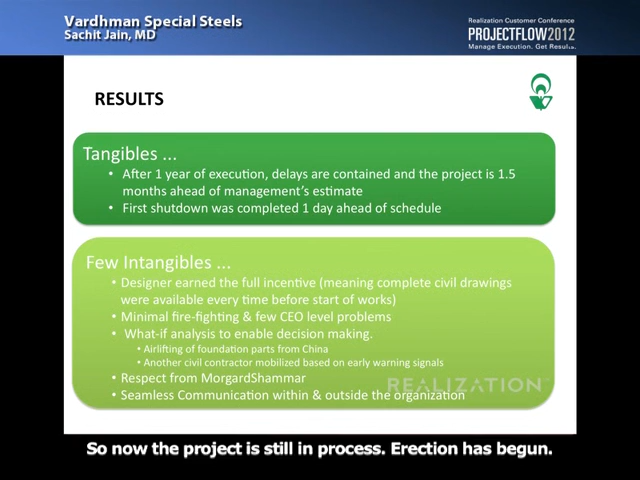 Vardhman Special Steels
Sachit Jain, MD
Realization Customer Conference
PROJECTFLOW2012
Manage Execution. Get Results.
RESULTS
Tangibles ...
• After 1 year of execution, delays are contained and the project is 1.5
months ahead of management's estimate
• First shutdown was completed 1 day ahead of schedule
Few Intangibles ...
• Designer earned the full incentive (meaning complete civil drawings
were available every time before start of works)
• Minimal fire-fighting & few CEO level problems
• What-if analysis to enable decision making.
• Airlifting of foundation parts from China
• Another civil contractor mobilized based on early warning signals
• Respect from MorgardShammar
REALIZATION
• Seamless Communication within & outside the organization
So now the project is still in process. Erection has begun.